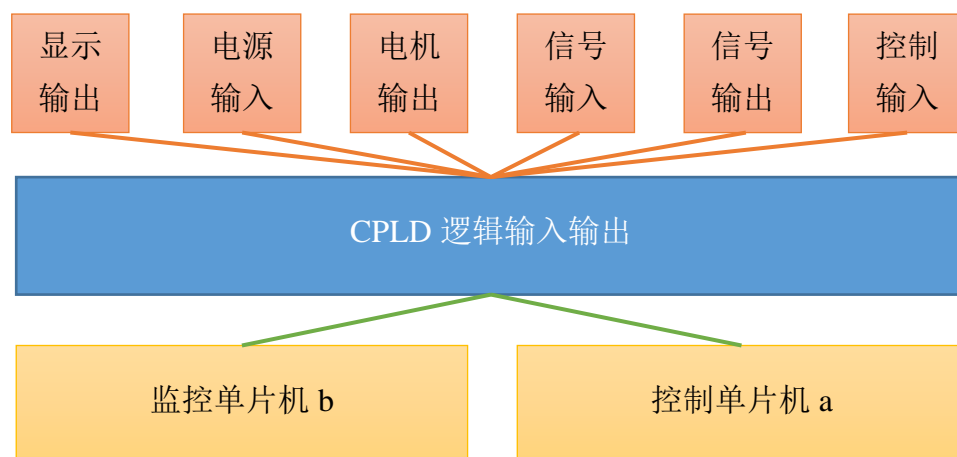 显示
输出
电源
输入
电机
输出
信号
输入
信号
输出
控制
输入
CPLD 逻辑输入输出
监控单片机 b
控制单片机 a